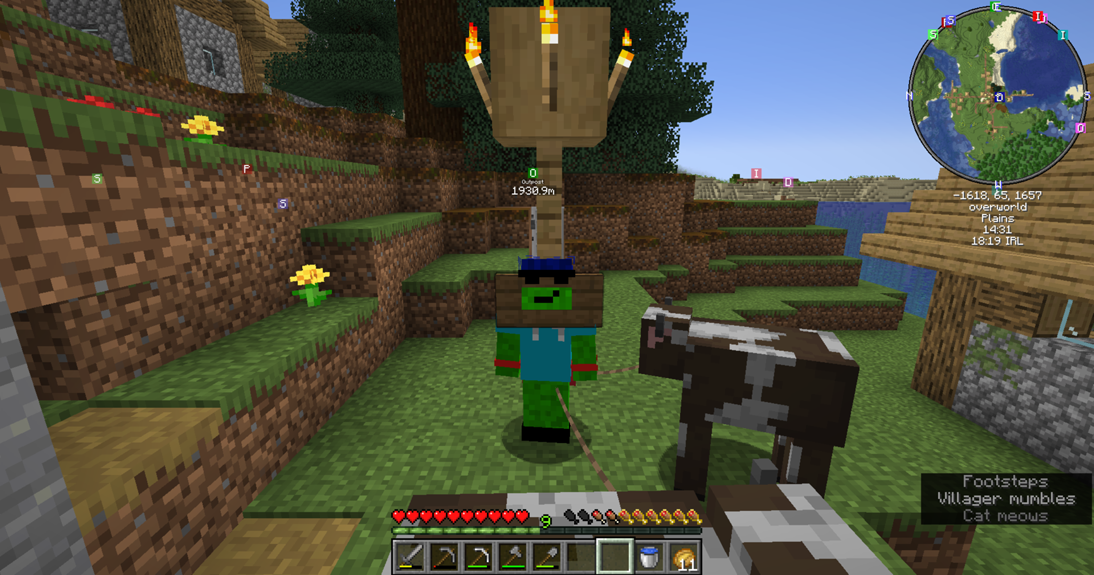 E
S
S
I
I
N
D
S
O
W
-1618, 65, 1657
overworld
Plains
14:31
18:19 IRL
P
S
S
O
Outpost
1930.9m
I
D
Footsteps
Villager mumbles
Cat meows
9
11